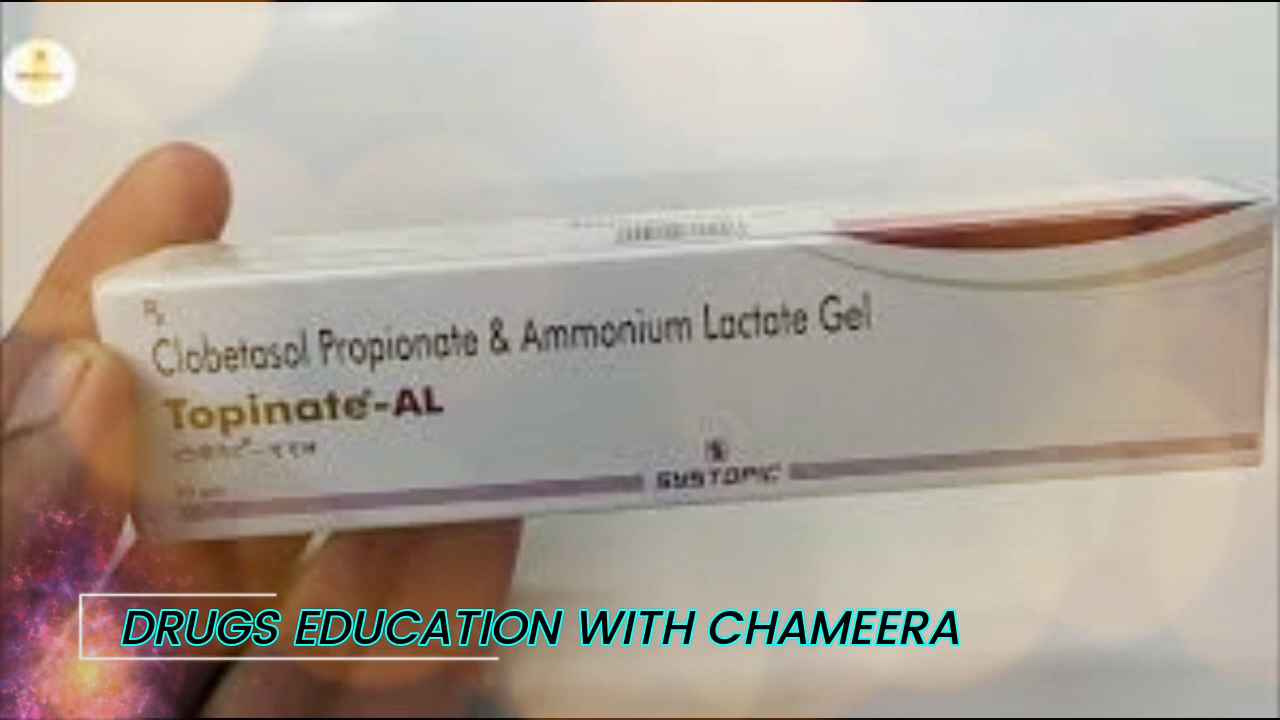 Rx
Clobetasol Propionate & Ammonium Lactate Gel
Topinate®-AL
SYSTOPIC
DRUGS EDUCATION WITH CHAMEERA